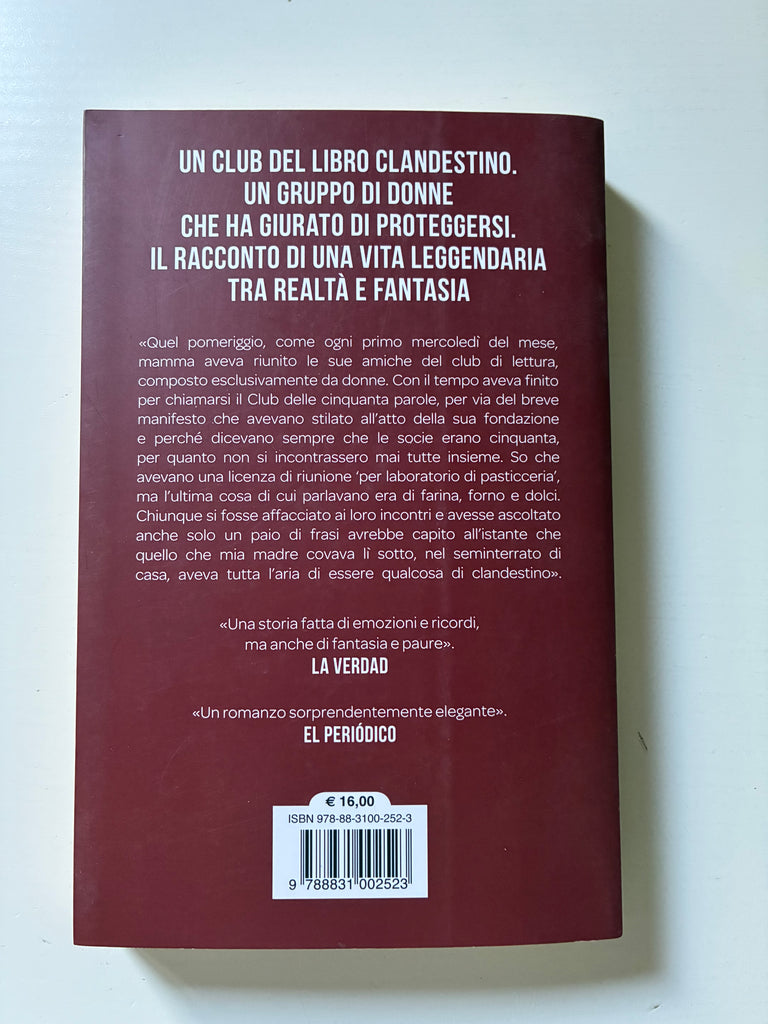 UN CLUB DEL LIBRO CLANDESTINO.
UN GRUPPO DI DONNE
CHE HA GIURATO DI PROTEGGERSI.
IL RACCONTO DI UNA VITA LEGGENDARIA
TRA REALTÀ E FANTASIA
«Quel pomeriggio, come ogni primo mercoledì del mese,
mamma aveva riunito le sue amiche del club di lettura,
composto esclusivamente da donne. Con il tempo aveva finito
per chiamarsi il Club delle cinquanta parole, per via del breve
manifesto che avevano stilato all'atto della sua fondazione
e perché dicevano sempre che le socie erano cinquanta,
per quanto non si incontrassero mai tutte insieme. So che
avevano una licenza di riunione 'per laboratorio di pasticceria',
ma l'ultima cosa di cui parlavano era di farina, forno e dolci.
Chiunque si fosse affacciato ai loro incontri e avesse ascoltato
anche solo un paio di frasi avrebbe capito all'istante che
quello che mia madre covava lì sotto, nel seminterrato di
casa, aveva tutta l'aria di essere qualcosa di clandestino».
«Una storia fatta di emozioni e ricordi,
ma anche di fantasia e paure».
LA VERDAD
«Un romanzo sorprendentemente elegante».
EL PERIÓDICO
€ 16,00
ISBN 978-88-3100-252-3
9 788831 002523